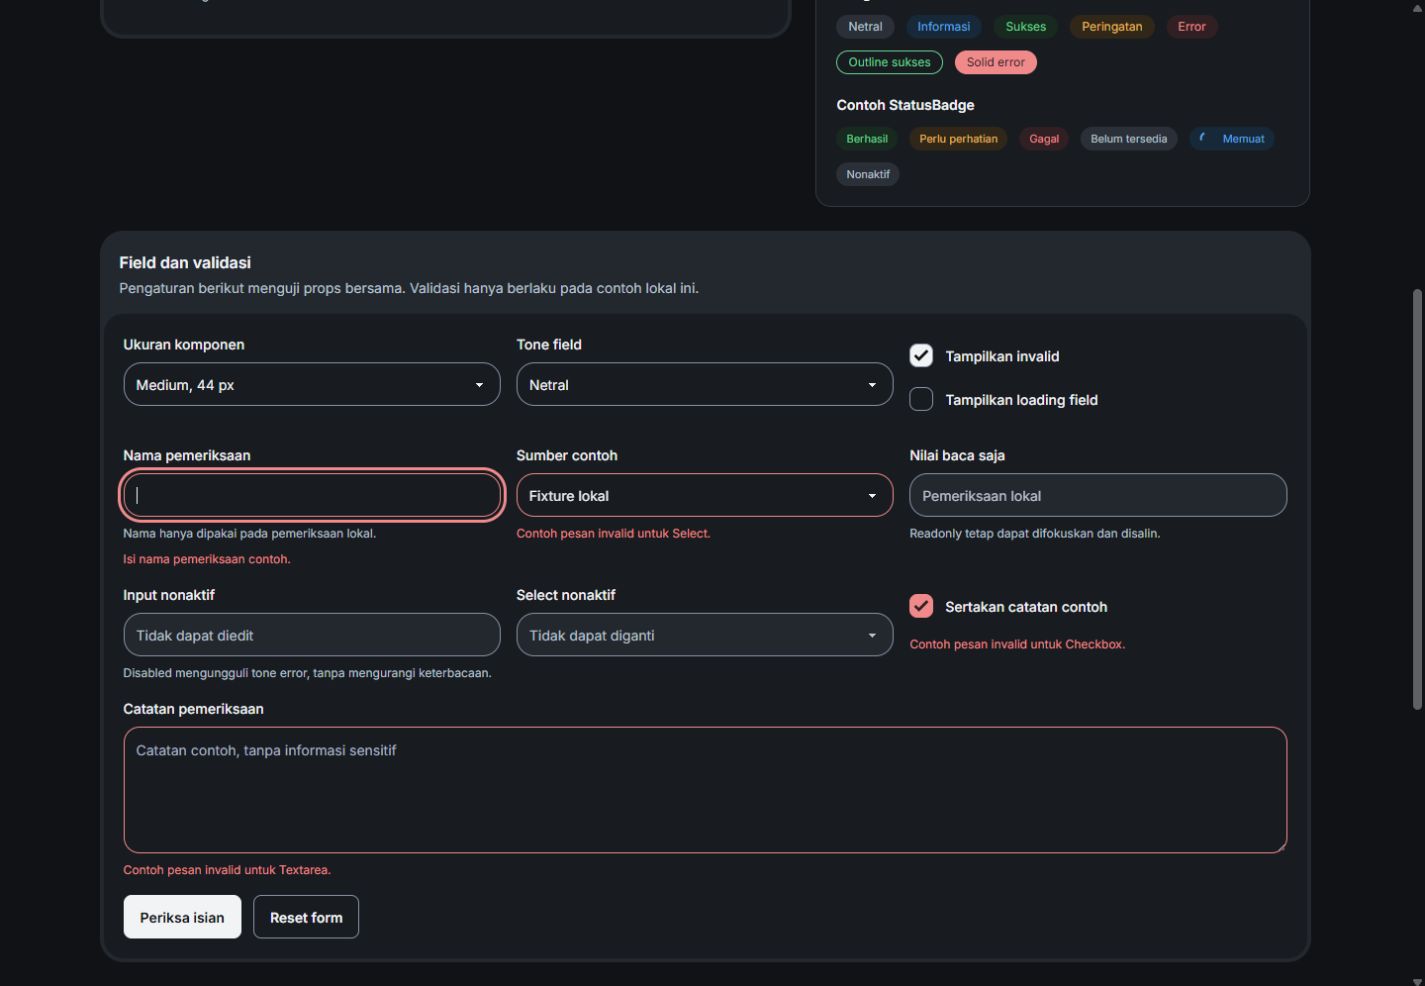 Netral
Informasi
Sukses
Peringatan
Error
Outline sukses
Solid error
Contoh StatusBadge
Berhasil
Perlu perhatian
Gagal
Belum tersedia
Memuat
Nonaktif
Field dan validasi
Pengaturan berikut menguji props bersama. Validasi hanya berlaku pada contoh lokal ini.
Ukuran komponen
Medium, 44 px
Tone field
Netral
Tampilkan invalid
Tampilkan loading field
Nama pemeriksaan
Nama hanya dipakai pada pemeriksaan lokal.
Isi nama pemeriksaan contoh.
Sumber contoh
Fixture lokal
Contoh pesan invalid untuk Select.
Nilai baca saja
Pemeriksaan lokal
Readonly tetap dapat difokuskan dan disalin.
Input nonaktif
Tidak dapat diedit
Disabled mengungguli tone error, tanpa mengurangi keterbacaan.
Select nonaktif
Tidak dapat diganti
Sertakan catatan contoh
Contoh pesan invalid untuk Checkbox.
Catatan pemeriksaan
Catatan contoh, tanpa informasi sensitif
Contoh pesan invalid untuk Textarea.
Periksa isian
Reset form